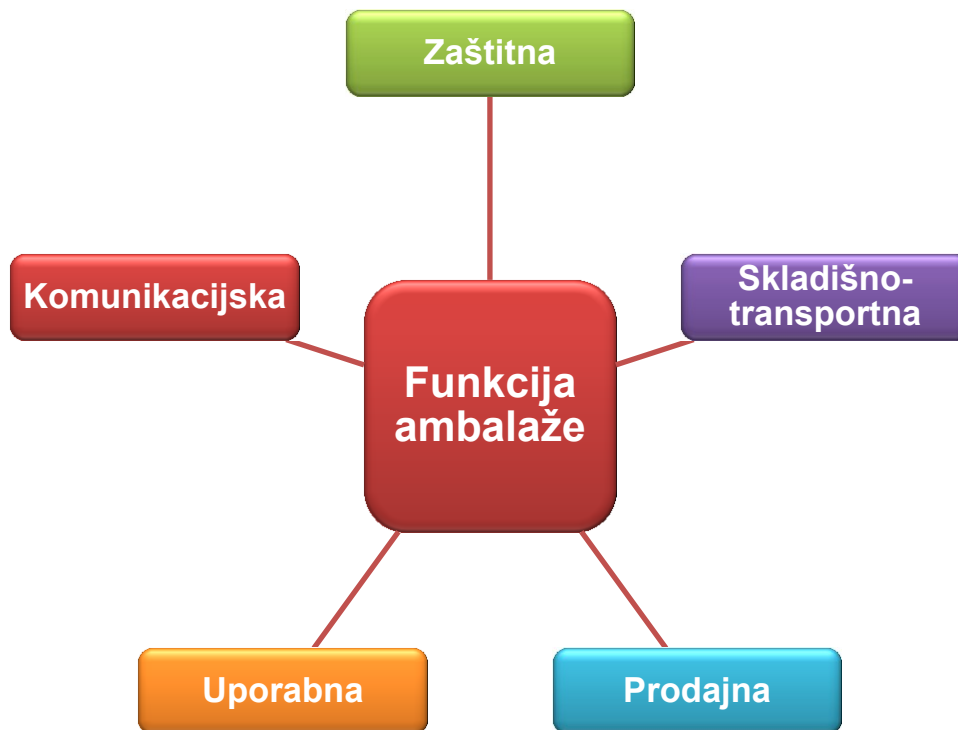 Zaštitna
Komunikacijska
Skladišno-
transportna
Funkcija
ambalaže
Uporabna
Prodajna